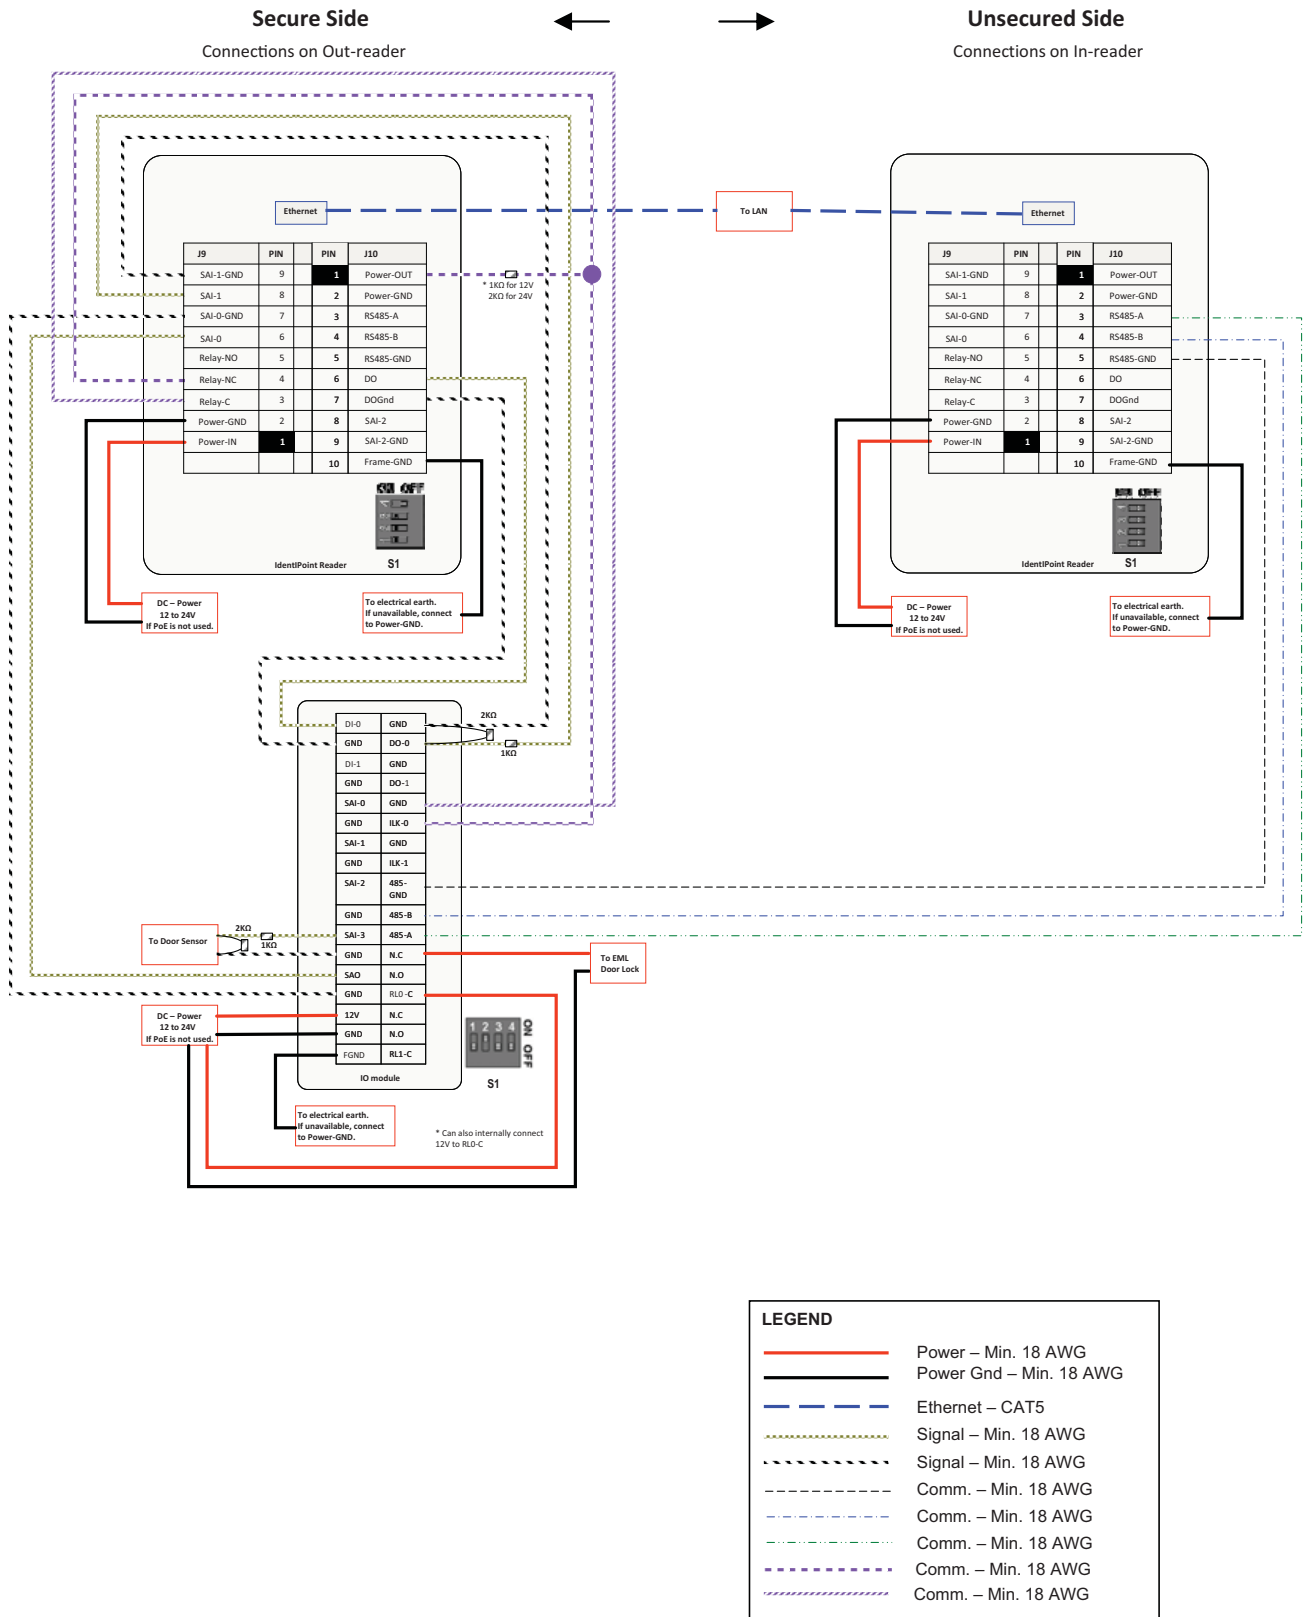 Secure Side
Unsecured Side
Connections on Out-reader
Connections on In-reader
Ethernet
To LAN
Ethernet
J9 PIN PIN J10
SAI-1-GND 9 1 Power-OUT
SAI-1 8 2 Power-GND
SAI-0-GND 7 3 RS485-A
SAI-0 6 4 RS485-B
Relay-NO 5 5 RS485-GND
Relay-NC 4 6 DO
Relay-C 3 7 DOGnd
Power-GND 2 8 SAI-2
Power-IN 1 9 SAI-2-GND
10 Frame-GND
* 1KΩ for 12V
2KΩ for 24V
ON OFF
S1
IdentIPoint Reader
J9 PIN PIN J10
SAI-1-GND 9 1 Power-OUT
SAI-1 8 2 Power-GND
SAI-0-GND 7 3 RS485-A
SAI-0 6 4 RS485-B
Relay-NO 5 5 RS485-GND
Relay-NC 4 6 DO
Relay-C 3 7 DOGnd
Power-GND 2 8 SAI-2
Power-IN 1 9 SAI-2-GND
10 Frame-GND
OFF
S1
IdentIPoint Reader
DC – Power
12 to 24V
If PoE is not used.
To electrical earth.
If unavailable, connect
to Power-GND.
DC – Power
12 to 24V
If PoE is not used.
To electrical earth.
If unavailable, connect
to Power-GND.
DI-0 GND
GND DO-0
DI-1 GND
GND DO-1
SAI-0 GND
GND ILK-0
SAI-1 GND
GND ILK-1
SAI-2 485-
GND
GND 485-B
SAI-3 485-A
GND N.C
SAO N.O
GND RL0-C
12V N.C
GND N.O
FGND RL1-C
IO module
2KΩ
1KΩ
To Door Sensor
2KΩ
1KΩ
To EML
Door Lock
DC – Power
12 to 24V
If PoE is not used.
1 2 3 4
ON OFF
S1
To electrical earth.
If unavailable, connect
to Power-GND.
* Can also internally connect
12V to RL0-C
LEGEND
Power – Min. 18 AWG
Power Gnd – Min. 18 AWG
Ethernet – CAT5
Signal – Min. 18 AWG
Signal – Min. 18 AWG
Comm. – Min. 18 AWG
Comm. – Min. 18 AWG
Comm. – Min. 18 AWG
Comm. – Min. 18 AWG
Comm. – Min. 18 AWG